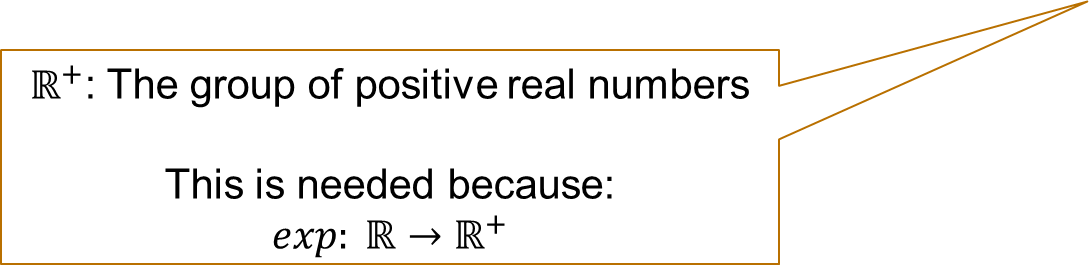 ℝ⁺: The group of positive real numbers
This is needed because:
𝑒𝑥𝑝: ℝ → ℝ⁺